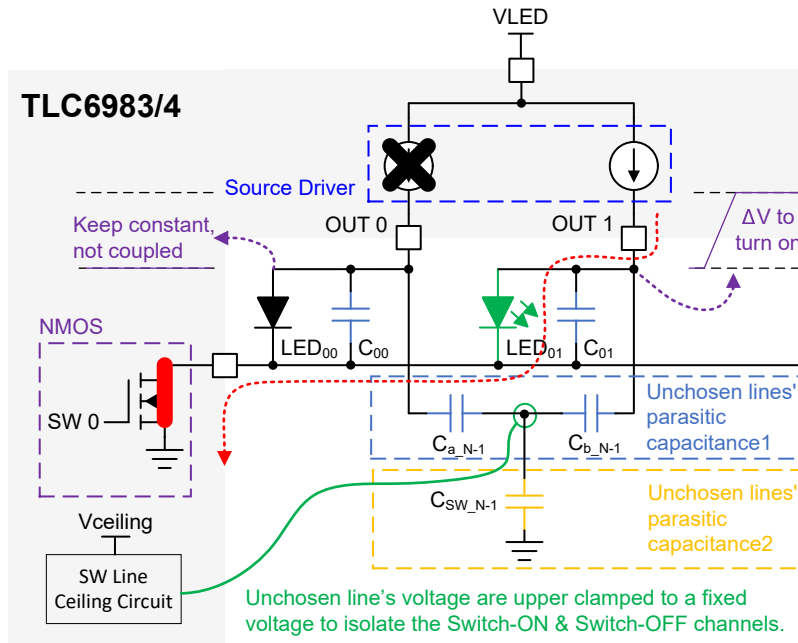 VLED
TLC6983/4
Source Driver
Keep constant,
not coupled
OUT 0
OUT 1
ΔV to
turn on
NMOS
LED00
C00
LED01
C01
SW 0
Unchosen lines'
parasitic
capacitance1
Ca_N-1
Cb_N-1
CSW_N-1
Unchosen lines'
parasitic
capacitance2
Vceiling
SW Line
Ceiling Circuit
Unchosen line's voltage are upper clamped to a fixed
voltage to isolate the Switch-ON & Switch-OFF channels.